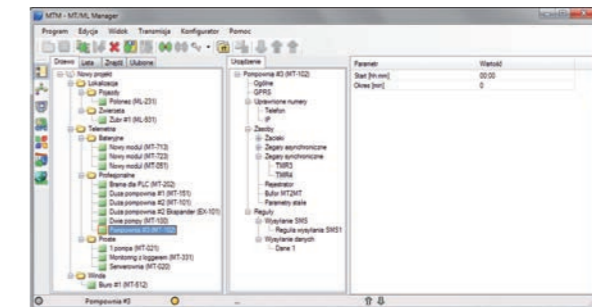 MTM - MT/ML Manager
Program Edycja Widok Transmisja Konfigurator Pomoc
Drzewo Lista Znajdź Ulubione
Nowy projekt
Lokalizacja
Pojazdy
Polonez (ML-231)
Zwierzęta
Żubr #1 (ML-931)
Telemetria
Bateryjne
Nowy moduł (MT-713)
Nowy moduł (MT-723)
Nowy moduł (MT-051)
Profesjonalne
Brama dla PLC (MT-202)
Duża pompownia #1 (MT-151)
Duża pompownia #2 (MT-101)
Duża pompownia #2 Ekspander (EX-101)
Dwie pompy (MT-100)
Pompownia #3 (MT-102)
Proste
1 pompa (MT-021)
Monitoring z loggerem (MT-331)
Serwerownia (MT-020)
Winda
Biuro #1 (MT-512)
Urządzenie
Pompownia #3 (MT-102)
Ogólne
GPRS
Uprawnione numery
Telefon
IP
Zasoby
Zaciski
Zegary asynchroniczne
Zegary synchroniczne
TMR3
TMR4
Rejestrator
Bufor MT2MT
Parametry stałe
Reguły
Wysyłanie SMS
Reguła wysyłania SMS1
Wysyłanie danych
Dane 1
Parametr Wartość
Start [hh:mm] 00:00
Okres [min] 0
Pompownia #3 ...